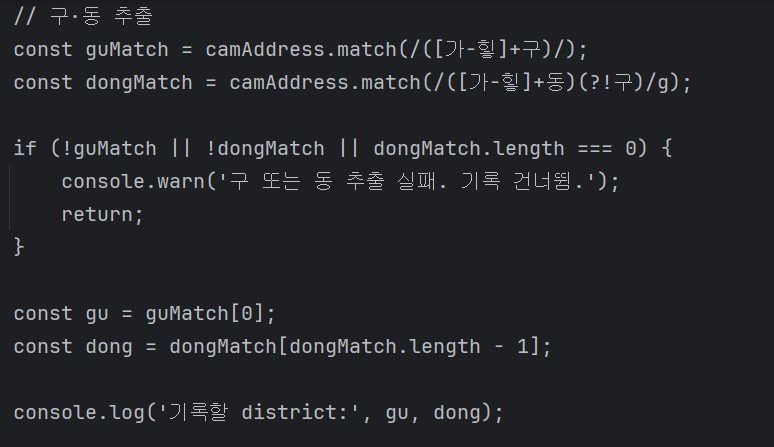 // 구·동 추출
const guMatch = camAddress.match(/([가-힣]+구)/);
const dongMatch = camAddress.match(/([가-힣]+동)(?!구)/g);
if (!guMatch || !dongMatch || dongMatch.length === 0) {
console.warn('구 또는 동 추출 실패. 기록 건너뜀.');
return;
}
const gu = guMatch[0];
const dong = dongMatch[dongMatch.length - 1];
console.log('기록할 district:', gu, dong);